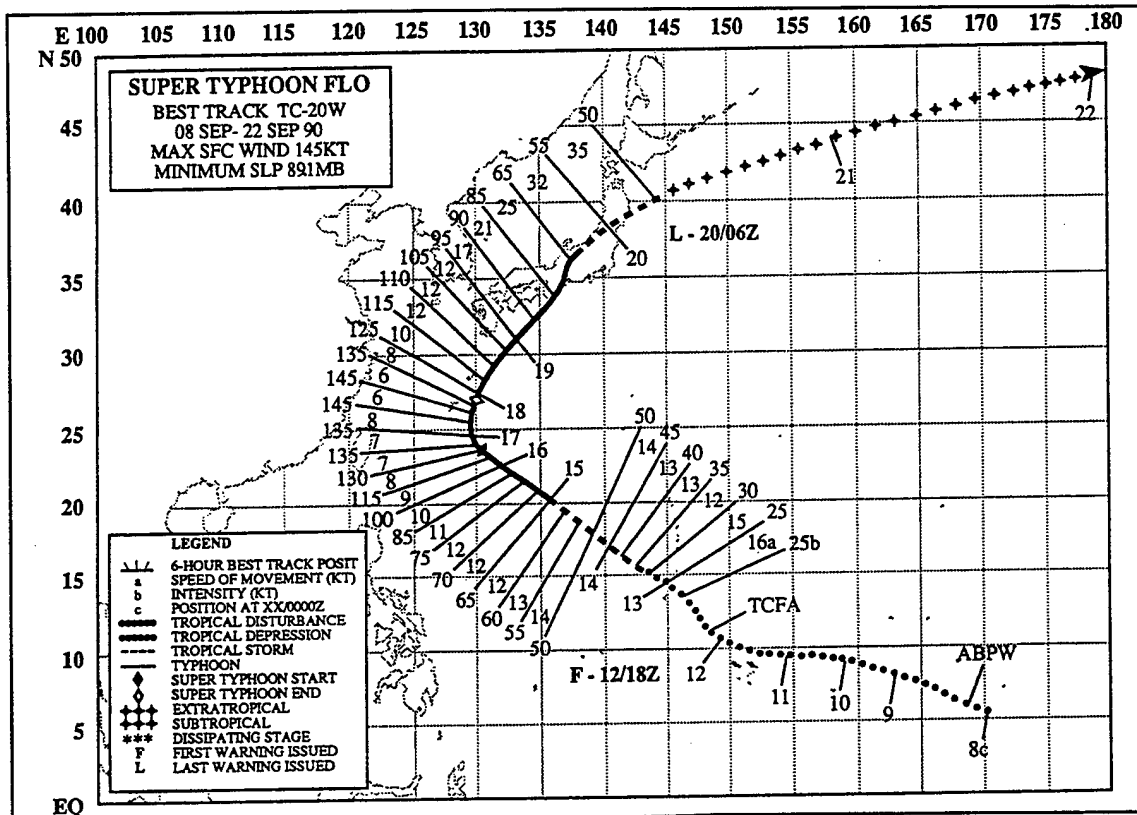 E 100 105 110 115 120 125 130 135 140 145 150 155 160 165 170 175 .180
N 50
45
40
35
30
25
20
15
10
5
EQ
SUPER TYPHOON FLO
BEST TRACK TC-20W
08 SEP- 22 SEP 90
MAX SFC WIND 145KT
MINIMUM SLP 891MB
50
35
55
32
65
25
85
21
90
17
95
12
105
12
110
12
115
10
125
8
135
6
145
6
145
8
135
7
135
7
130
8
115
9
100
10
85
11
75
12
70
12
65
12
60
13
55
14
50
22
21
L - 20/06Z
20
19
18
17
16
15
50
14
45
13
40
13
35
12
30
15
25
16a
25b
14
13
TCFA
12
F - 12/18Z
11
10
9
ABPW
8c
LEGEND
6-HOUR BEST TRACK POSIT
a SPEED OF MOVEMENT (KT)
b INTENSITY (KT)
c POSITION AT XX/0000Z
TROPICAL DISTURBANCE
TROPICAL DEPRESSION
TROPICAL STORM
TYPHOON
SUPER TYPHOON START
SUPER TYPHOON END
EXTRATROPICAL
SUBTROPICAL
*** DISSIPATING STAGE
F FIRST WARNING ISSUED
L LAST WARNING ISSUED